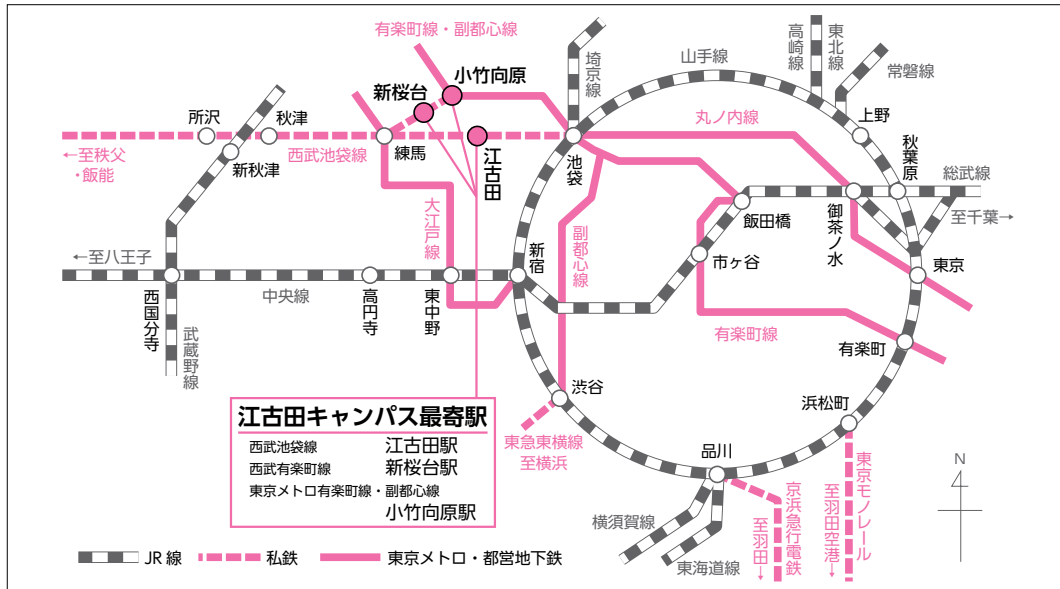 有楽町線・副都心線
小竹向原
新桜台
埼京線
山手線
高崎線
東北線
常磐線
所沢
秋津
新秋津
←至秩父
・飯能
西武池袋線
練馬
江古田
池袋
丸ノ内線
上野
秋葉原
総武線
至千葉→
飯田橋
御茶ノ水
大江戸線
副都心線
市ヶ谷
東京
←至八王子
新宿
西国分寺
中央線
高円寺
東中野
武蔵野線
有楽町線
有楽町
渋谷
浜松町
東急東横線
至横浜
品川
横須賀線
東海道線
京浜急行電鉄
至羽田→
東京モノレール
至羽田空港→
N
江古田キャンパス最寄駅
西武池袋線 江古田駅
西武有楽町線 新桜台駅
東京メトロ有楽町線・副都心線
小竹向原駅
JR線 私鉄 東京メトロ・都営地下鉄